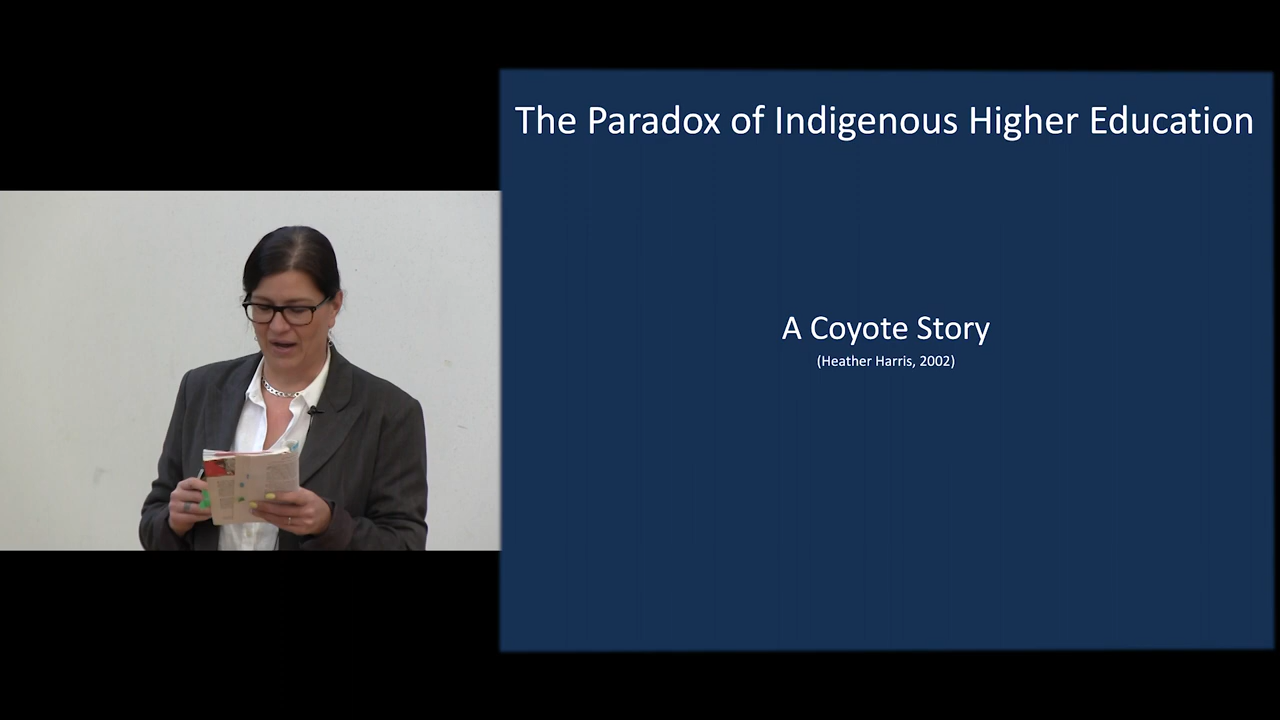 The Paradox of Indigenous Higher Education
A Coyote Story
(Heather Harris, 2002)